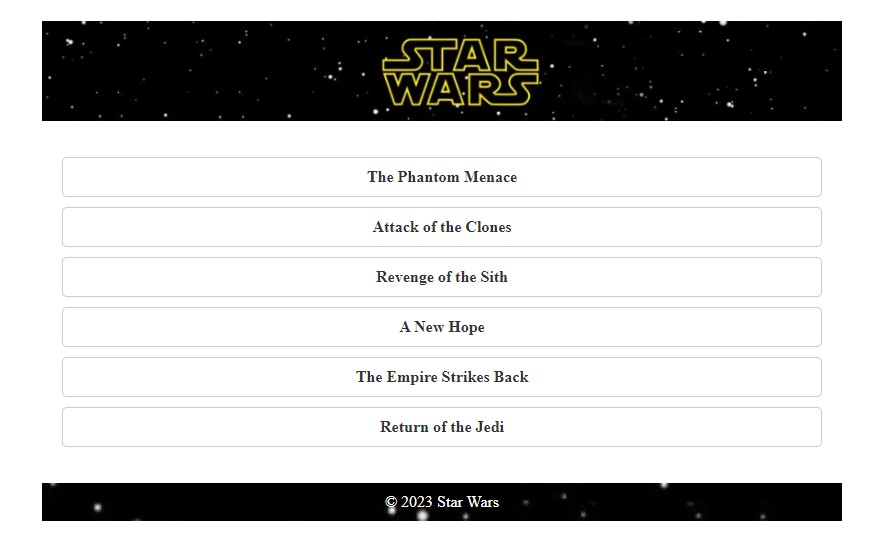 STAR
WARS
The Phantom Menace
Attack of the Clones
Revenge of the Sith
A New Hope
The Empire Strikes Back
Return of the Jedi
© 2023 Star Wars